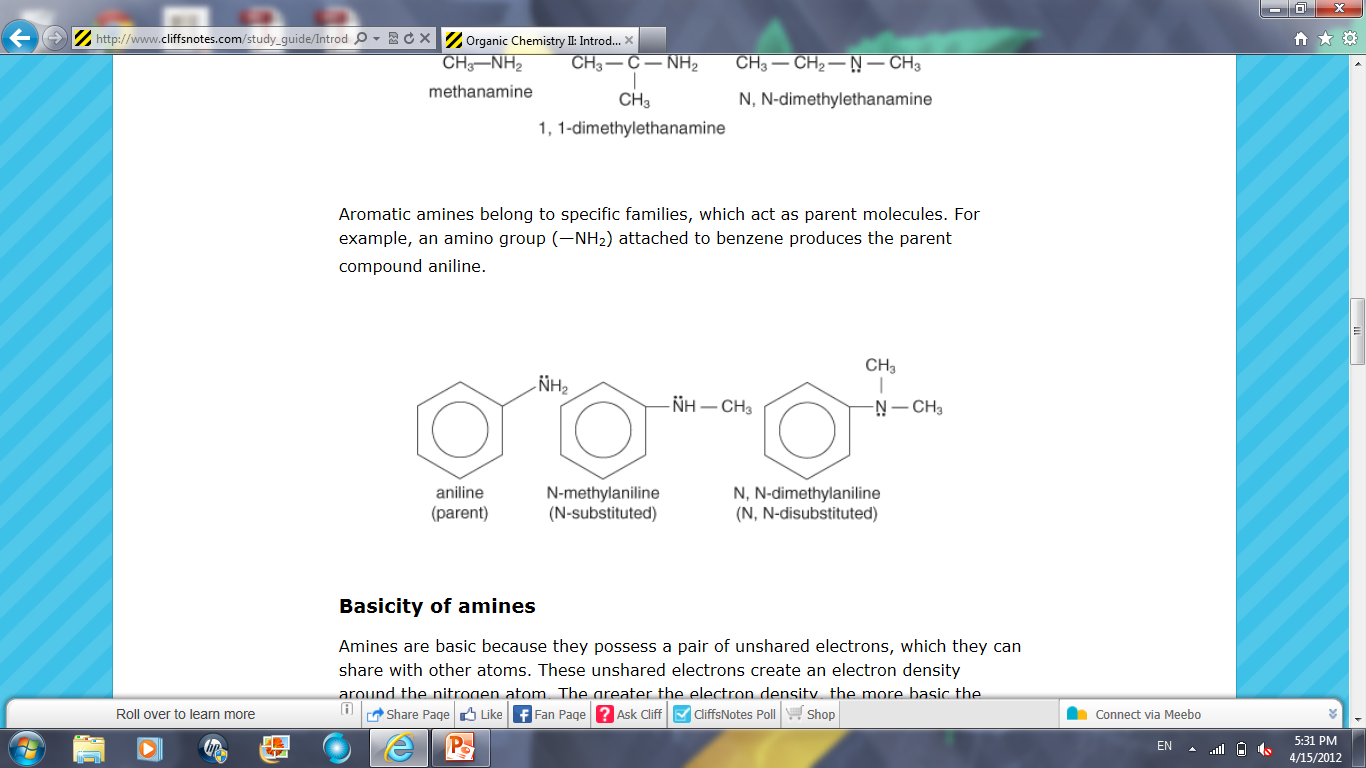 http://www.cliffsnotes.com/study_guide/Introd
Organic Chemistry II: Introd...
CH₃—NH₂ CH₃—C—NH₂ CH₃—CH₂—N—CH₃
methanamine
CH₃
N, N-dimethylethanamine
1, 1-dimethylethanamine
Aromatic amines belong to specific families, which act as parent molecules. For
example, an amino group (—NH₂) attached to benzene produces the parent
compound aniline.
CH₃
NH₂
NH—CH₃
N—CH₃
aniline
(parent)
N-methylaniline
(N-substituted)
N, N-dimethylaniline
(N, N-disubstituted)
Basicity of amines
Amines are basic because they possess a pair of unshared electrons, which they can
share with other atoms. These unshared electrons create an electron density
around the nitrogen atom. The greater the electron density, the more basic the
Roll over to learn more
i
Share Page
Like
Fan Page
Ask Cliff
CliffsNotes Poll
Shop
Connect via Meebo
EN
5:31 PM
4/15/2012